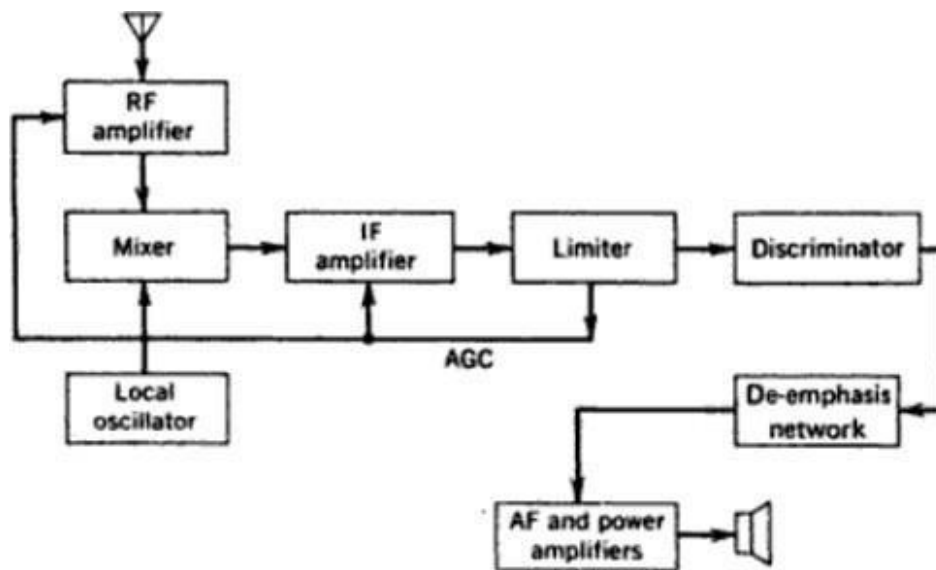 RF
amplifier
Mixer
IF
amplifier
Limiter
Discriminator
AGC
Local
oscillator
De-emphasis
network
AF and power
amplifiers